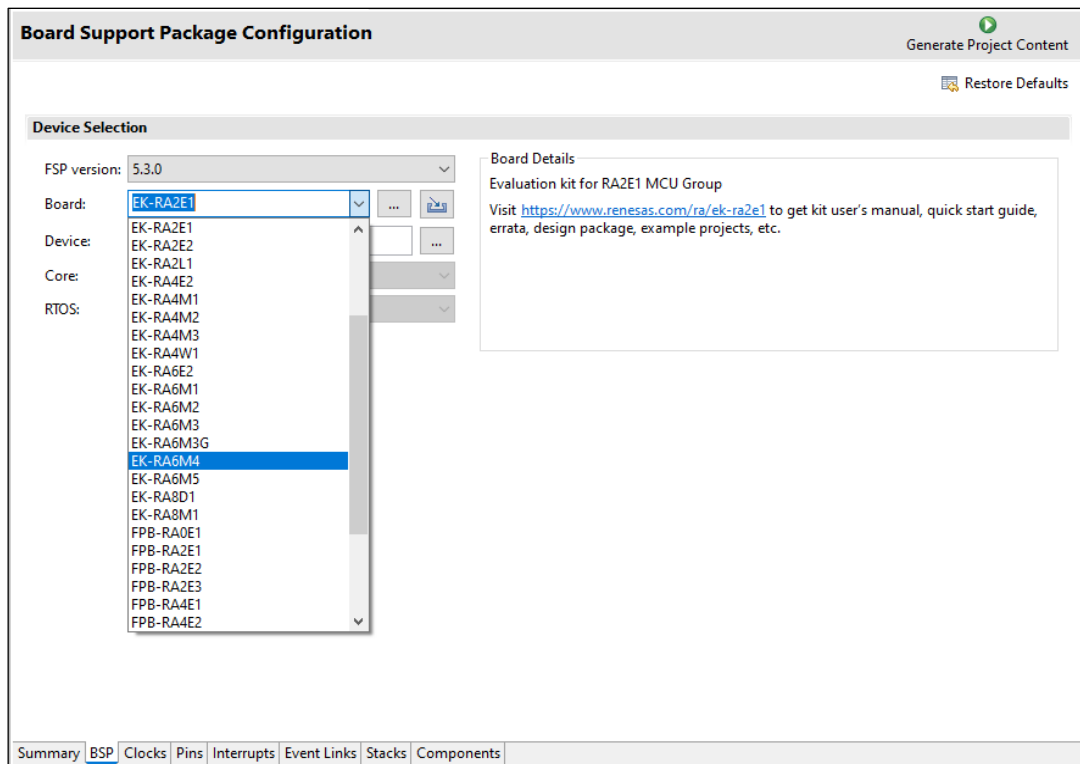 Board Support Package Configuration
Generate Project Content
Restore Defaults
Device Selection
FSP version: 5.3.0
Board: EK-RA2E1 ...
Device: ...
Core:
RTOS:
EK-RA2E1
EK-RA2E2
EK-RA2L1
EK-RA4E2
EK-RA4M1
EK-RA4M2
EK-RA4M3
EK-RA4W1
EK-RA6E2
EK-RA6M1
EK-RA6M2
EK-RA6M3
EK-RA6M3G
EK-RA6M4
EK-RA6M5
EK-RA8D1
EK-RA8M1
FPB-RA0E1
FPB-RA2E1
FPB-RA2E2
FPB-RA2E3
FPB-RA4E1
FPB-RA4E2
Board Details
Evaluation kit for RA2E1 MCU Group
Visit https://www.renesas.com/ra/ek-ra2e1 to get kit user's manual, quick start guide,
errata, design package, example projects, etc.
Summary BSP Clocks Pins Interrupts Event Links Stacks Components